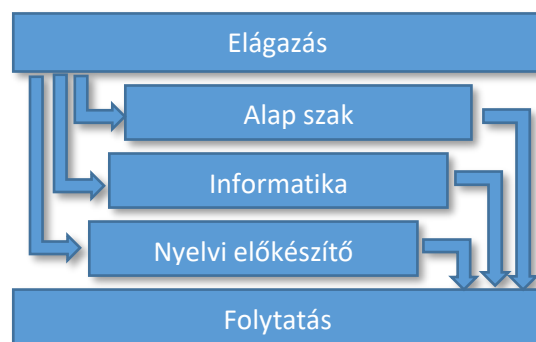 Elágazás
Alap szak
Informatika
Nyelvi előkészítő
Folytatás